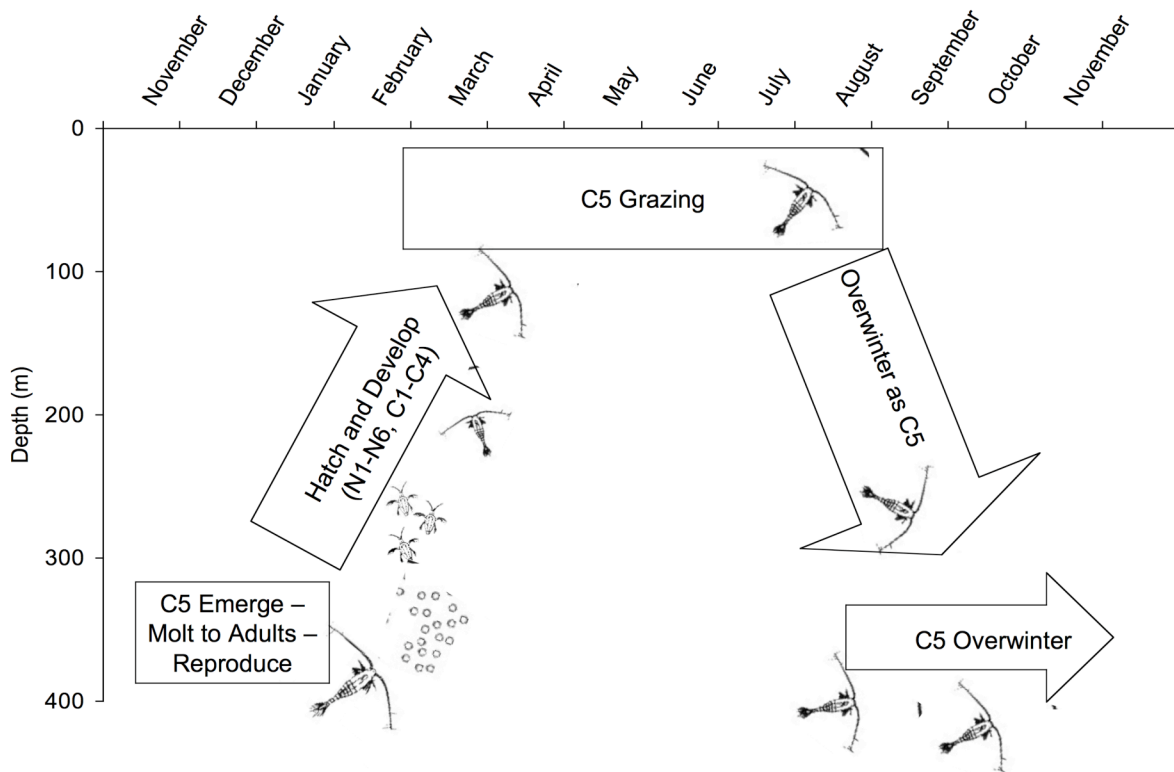 November
December
January
February
March
April
May
June
July
August
September
October
November
Depth (m)
0
100
200
300
400
C5 Grazing
Hatch and Develop
(N1-N6, C1-C4)
Overwinter as C5
C5 Emerge –
Molt to Adults –
Reproduce
C5 Overwinter